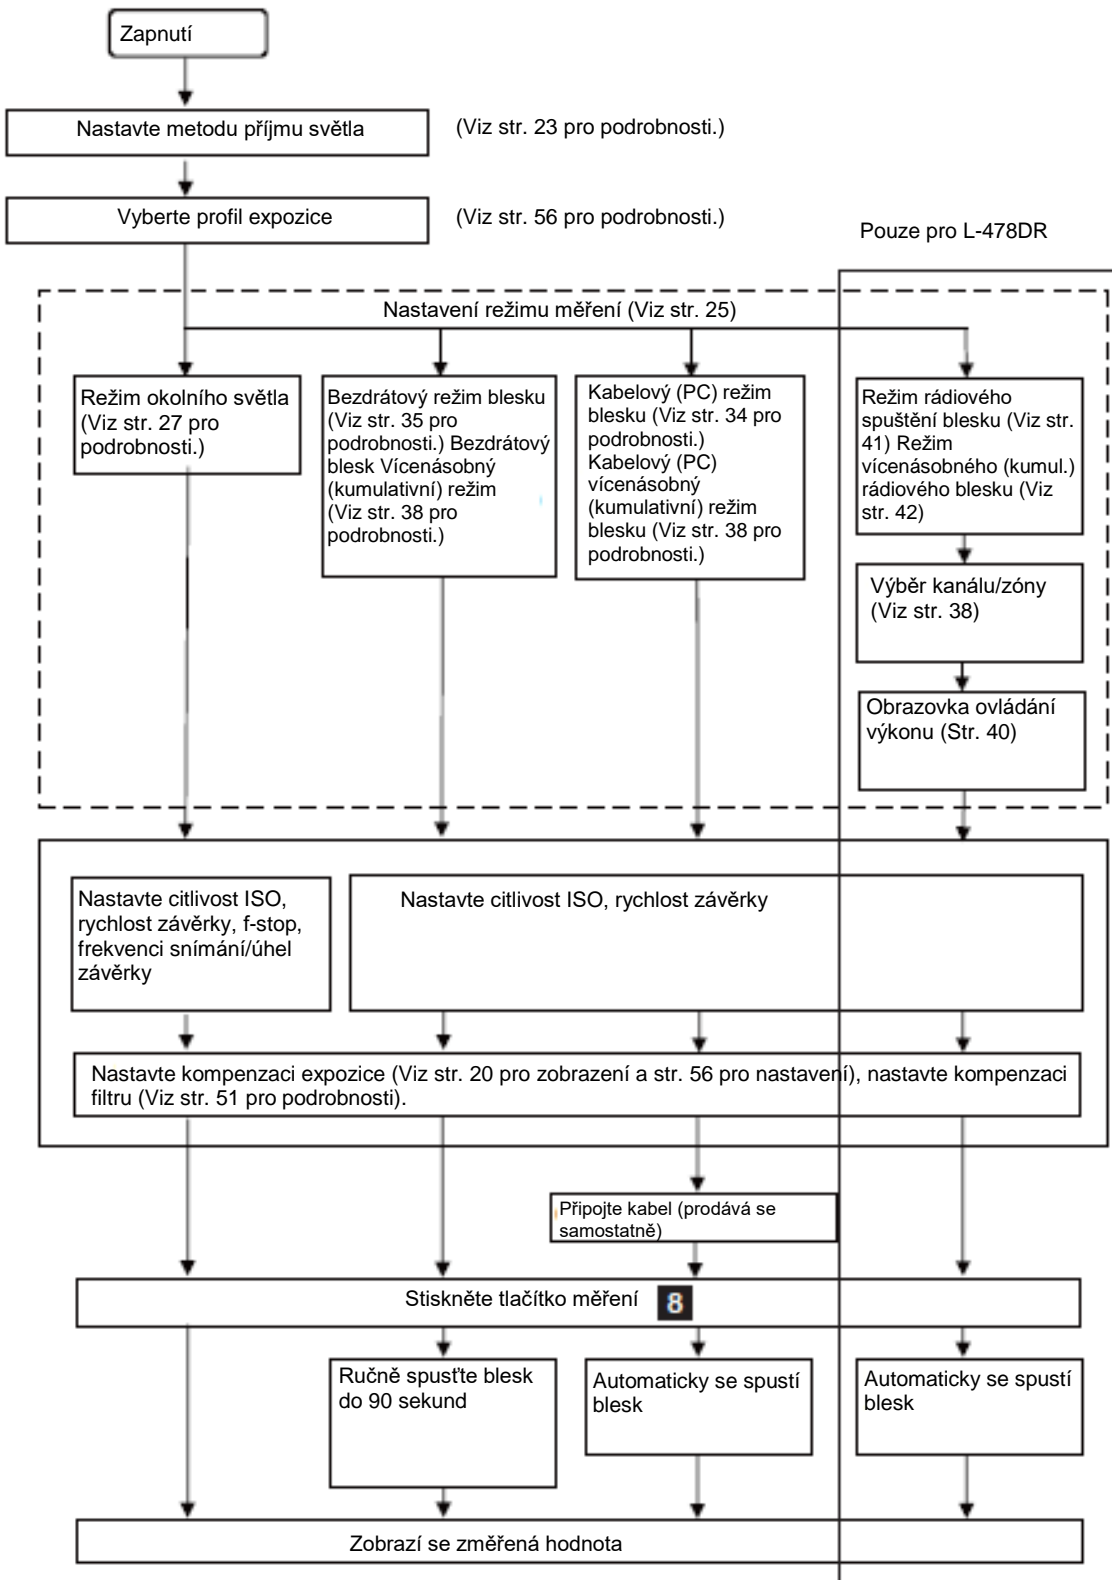 Zapnutí
Nastavte metodu příjmu světla
(Viz str. 23 pro podrobnosti.)
Vyberte profil expozice
(Viz str. 56 pro podrobnosti.)
Pouze pro L-478DR
Nastavení režimu měření (Viz str. 25)
Režim okolního světla
(Viz str. 27 pro
podrobnosti.)
Bezdrátový režim blesku
(Viz str. 35 pro
podrobnosti.) Bezdrátový
blesk Vícenásobný
(kumulativní) režim
(Viz str. 38 pro
podrobnosti.)
Kabelový (PC) režim
blesku (Viz str. 34 pro
podrobnosti.)
Kabelový (PC)
vícenásobný
(kumulativní) režim
blesku (Viz str. 38 pro
podrobnosti.)
Režim rádiového
spuštění blesku (Viz str.
41) Režim
vícenásobného (kumul.)
rádiového blesku (Viz
str. 42)
Výběr kanálu/zóny
(Viz str. 38)
Obrazovka ovládání
výkonu (Str. 40)
Nastavte citlivost ISO,
rychlost závěrky, f-stop,
frekvenci snímání/úhel
závěrky
Nastavte citlivost ISO, rychlost závěrky
Nastavte kompenzaci expozice (Viz str. 20 pro zobrazení a str. 56 pro nastavení), nastavte kompenzaci
filtru (Viz str. 51 pro podrobnosti).
Připojte kabel (prodává se
samostatně)
Stiskněte tlačítko měření 8
Ručně spusťte blesk
do 90 sekund
Automaticky se spustí
blesk
Automaticky se spustí
blesk
Zobrazí se změřená hodnota